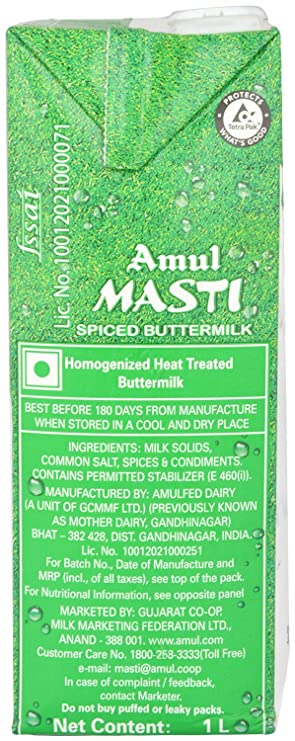 PROTECTS
Tetra Pak
WHAT'S GOOD
fssai
Lic. No. 10012021000071
Amul
MASTI
SPICED BUTTERMILK
Homogenized Heat Treated
Buttermilk
BEST BEFORE 180 DAYS FROM MANUFACTURE
WHEN STORED IN A COOL AND DRY PLACE
INGREDIENTS: MILK SOLIDS,
COMMON SALT, SPICES & CONDIMENTS.
CONTAINS PERMITTED STABILIZER (E 460(i)).
MANUFACTURED BY: AMULFED DAIRY
(A UNIT OF GCMMF LTD.) (PREVIOUSLY KNOWN
AS MOTHER DAIRY, GANDHINAGAR)
BHAT – 382 428, DIST. GANDHINAGAR, INDIA.
Lic. No. 10012021000251
For Batch No., Date of Manufacture and
MRP (incl., of all taxes), see top of the pack.
For Nutritional Information, see opposite panel
MARKETED BY: GUJARAT CO-OP.
MILK MARKETING FEDERATION LTD.,
ANAND - 388 001. www.amul.com
Customer Care No. 1800-258-3333(Toll Free)
e-mail: masti@amul.coop
In case of complaint / feedback,
contact Marketer.
Do not buy puffed or leaky packs.
Net Content: 1 L